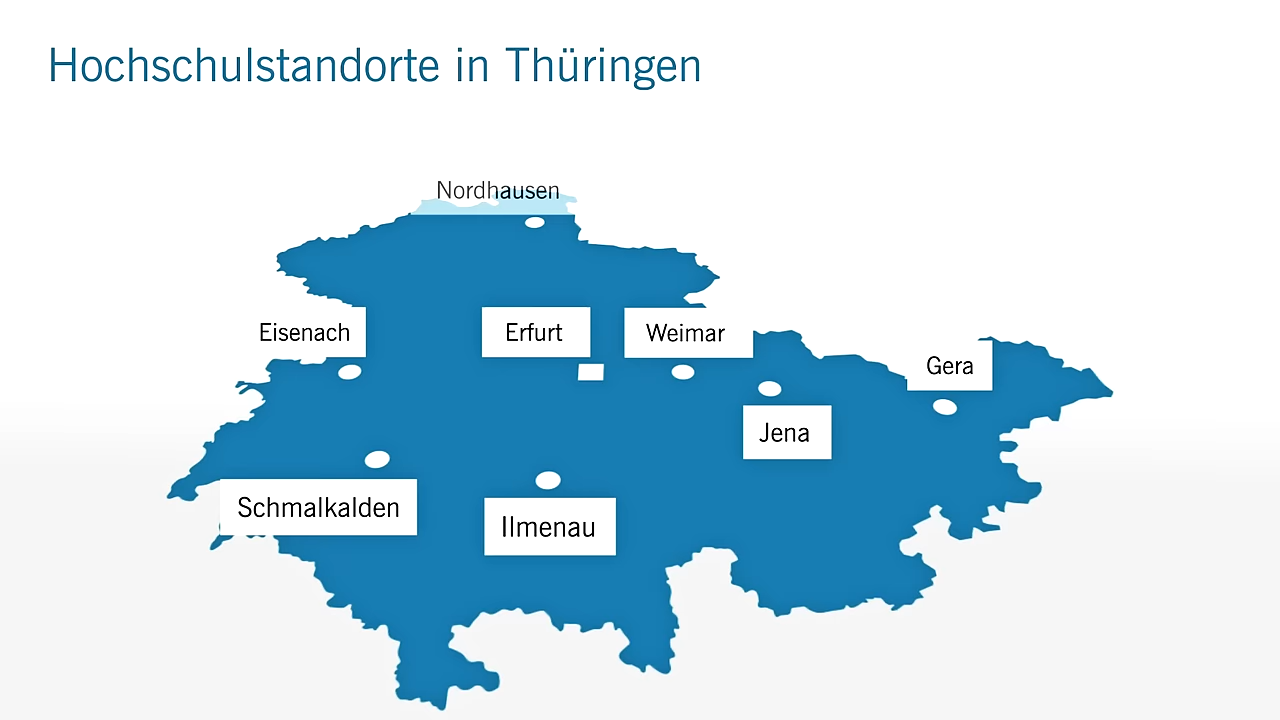 Hochschulstandorte in Thüringen
Nordhausen
Eisenach
Erfurt
Weimar
Gera
Jena
Schmalkalden
Ilmenau